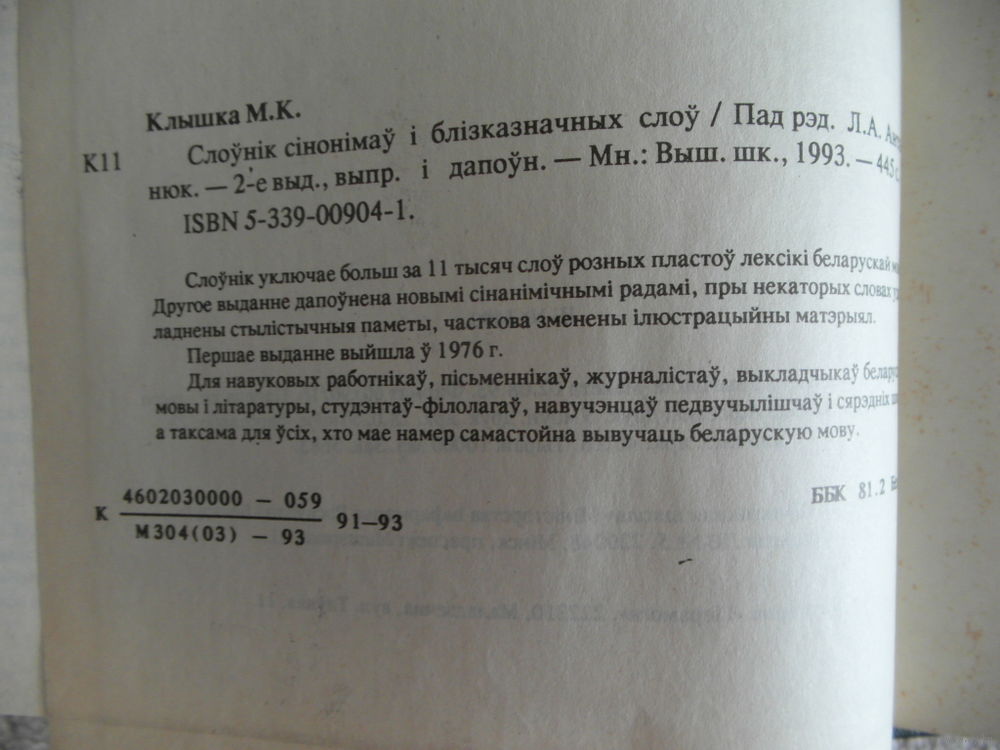 Клышка М.К.
К11 Слоўнік сінонімаў і блізказначных слоў / Пад рэд. Л.А.
нюк. — 2-е выд., выпр. і дапоўн. — Мн.: Выш. шк., 1993. — 445 с.
ISBN 5-339-00904-1.
Слоўнік уключае больш за 11 тысяч слоў розных пластоў лексікі беларускай
Другое выданне дапоўнена новымі сінанімічнымі радамі, пры некаторых словах
ладнены стылістычныя паметы, часткова зменены ілюстрацыйны матэрыял.
Першае выданне выйшла ў 1976 г.
Для навуковых работнікаў, пісьменнікаў, журналістаў, выкладчыкаў
мовы і літаратуры, студэнтаў-філолагаў, навучэнцаў педвучылішчаў і сярэдніх
а таксама для ўсіх, хто мае намер самастойна вывучаць беларускую мову.
ББК 81.2
К 4602030000 — 059
М304(03) — 93
91—93